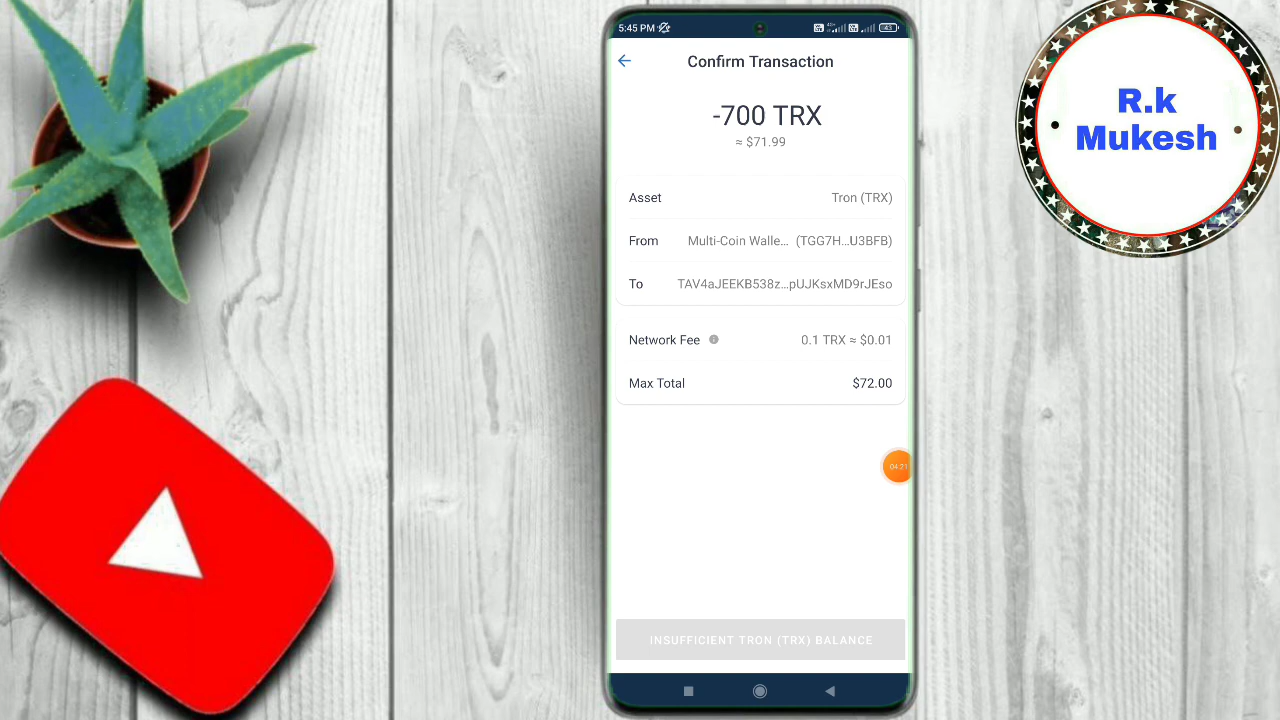 5:45 PM
43
Confirm Transaction
-700 TRX
≈ $71.99
Asset
Tron (TRX)
From
Multi-Coin Walle... (TGG7H...U3BFB)
To
TAV4aJEEKB538z...pUJKsxMD9rJEso
Network Fee
0.1 TRX ≈ $0.01
Max Total
$72.00
04:21
INSUFFICIENT TRON (TRX) BALANCE
R.k
Mukesh